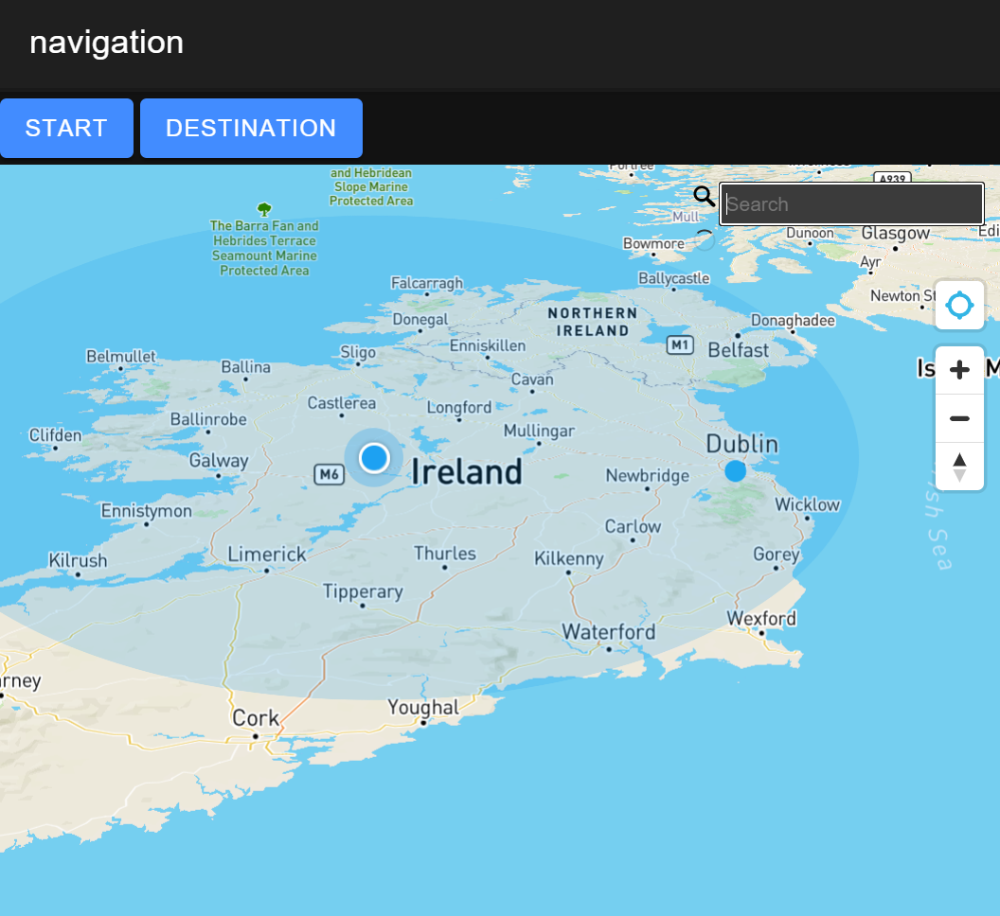 navigation
START
DESTINATION
and Hebridean
Slope Marine
Protected Area
Portree
A939
Search
The Barra Fan and
Hebrides Terrace
Seamount Marine
Protected Area
Mull
Bowmore
Dunoon
Glasgow
Edi
Ayr
Falcarragh
Ballycastle
Newton St
Donegal
NORTHERN
IRELAND
Donaghadee
M1
Belfast
Enniskillen
Sligo
Belmullet
Ballina
Cavan
Castlerea
Longford
Ballinrobe
Mullingar
Clifden
Dublin
Galway
M6
Ireland
Newbridge
Wicklow
Ennistymon
Carlow
Irish Sea
Limerick
Thurles
Kilkenny
Gorey
Kilrush
Tipperary
Wexford
Waterford
rney
Youghal
Cork